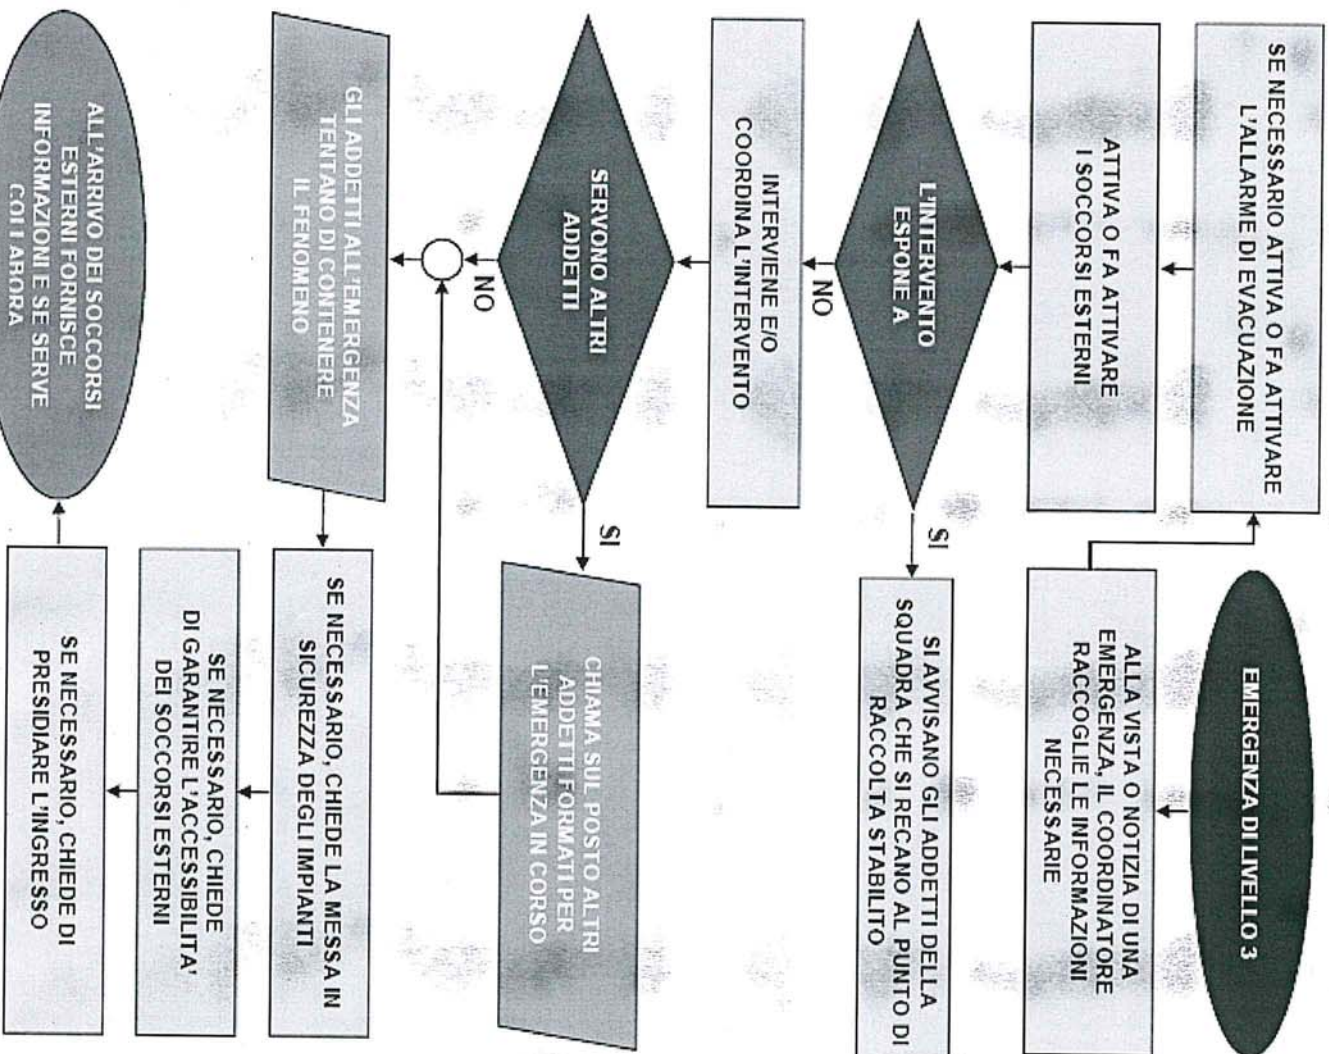 EMERGENZA DI LIVELLO 3
ALLA VISTA O NOTIZIA DI UNA
EMERGENZA, IL COORDINATORE
RACCOGLIE LE INFORMAZIONI
NECESSARIE
SE NECESSARIO ATTIVA O FA ATTIVARE
L'ALLARME DI EVACUAZIONE
ATTIVA O FA ATTIVARE
I SOCCORSI ESTERNI
L'INTERVENTO
ESPONE A
SI
SI AVVISANO GLI ADDETTI DELLA
SQUADRA CHE SI RECANO AL PUNTO DI
RACCOLTA STABILITO
NO
INTERVIENE E/O
COORDINA L'INTERVENTO
SERVONO ALTRI
ADDETTI
SI
CHIAMA SUL POSTO ALTRI
ADDETTI FORMATI PER
L'EMERGENZA IN CORSO
NO
GLI ADDETTI ALL'EMERGENZA
TENTANO DI CONTENERE
IL FENOMENO
SE NECESSARIO, CHIEDE LA MESSA IN
SICUREZZA DEGLI IMPIANTI
SE NECESSARIO, CHIEDE
DI GARANTIRE L'ACCESSIBILITA'
DEI SOCCORSI ESTERNI
SE NECESSARIO, CHIEDE DI
PRESIDIARE L'INGRESSO
ALL'ARRIVO DEI SOCCORSI
ESTERNI FORNISCE
INFORMAZIONI E SE SERVE
COLLABORA